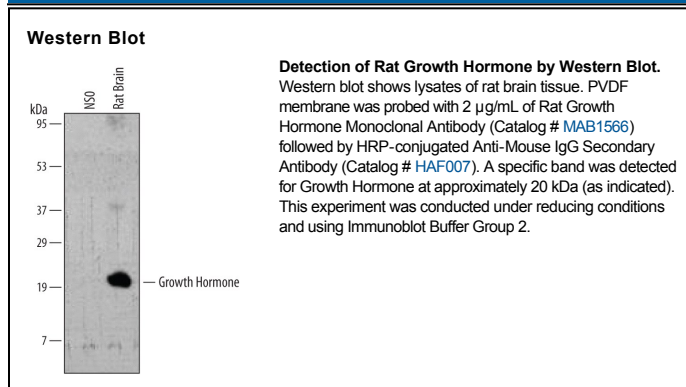 Western Blot
kDa
NS0
Rat Brain
95
53
37
29
19
7
Growth Hormone
Detection of Rat Growth Hormone by Western Blot.
Western blot shows lysates of rat brain tissue. PVDF
membrane was probed with 2 µg/mL of Rat Growth
Hormone Monoclonal Antibody (Catalog # MAB1566)
followed by HRP-conjugated Anti-Mouse IgG Secondary
Antibody (Catalog # HAF007). A specific band was detected
for Growth Hormone at approximately 20 kDa (as indicated).
This experiment was conducted under reducing conditions
and using Immunoblot Buffer Group 2.